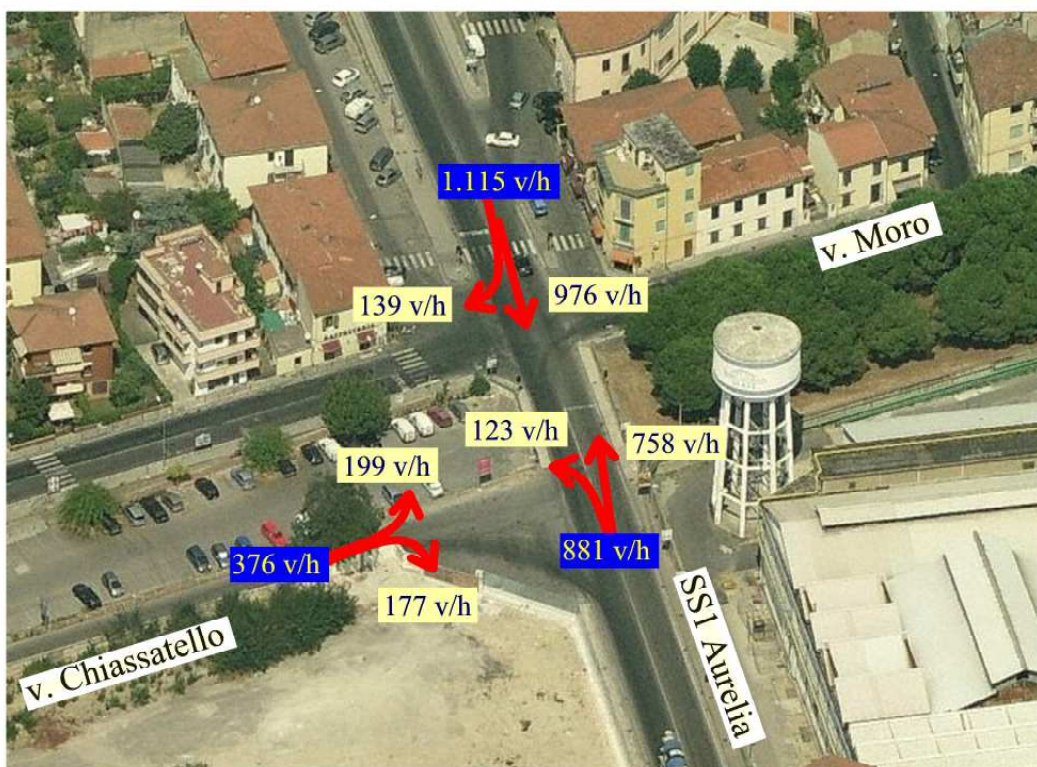 1.115 v/h
v. Moro
139 v/h
976 v/h
123 v/h
758 v/h
199 v/h
376 v/h
881 v/h
177 v/h
v. Chiassatello
SS1 Aurelia